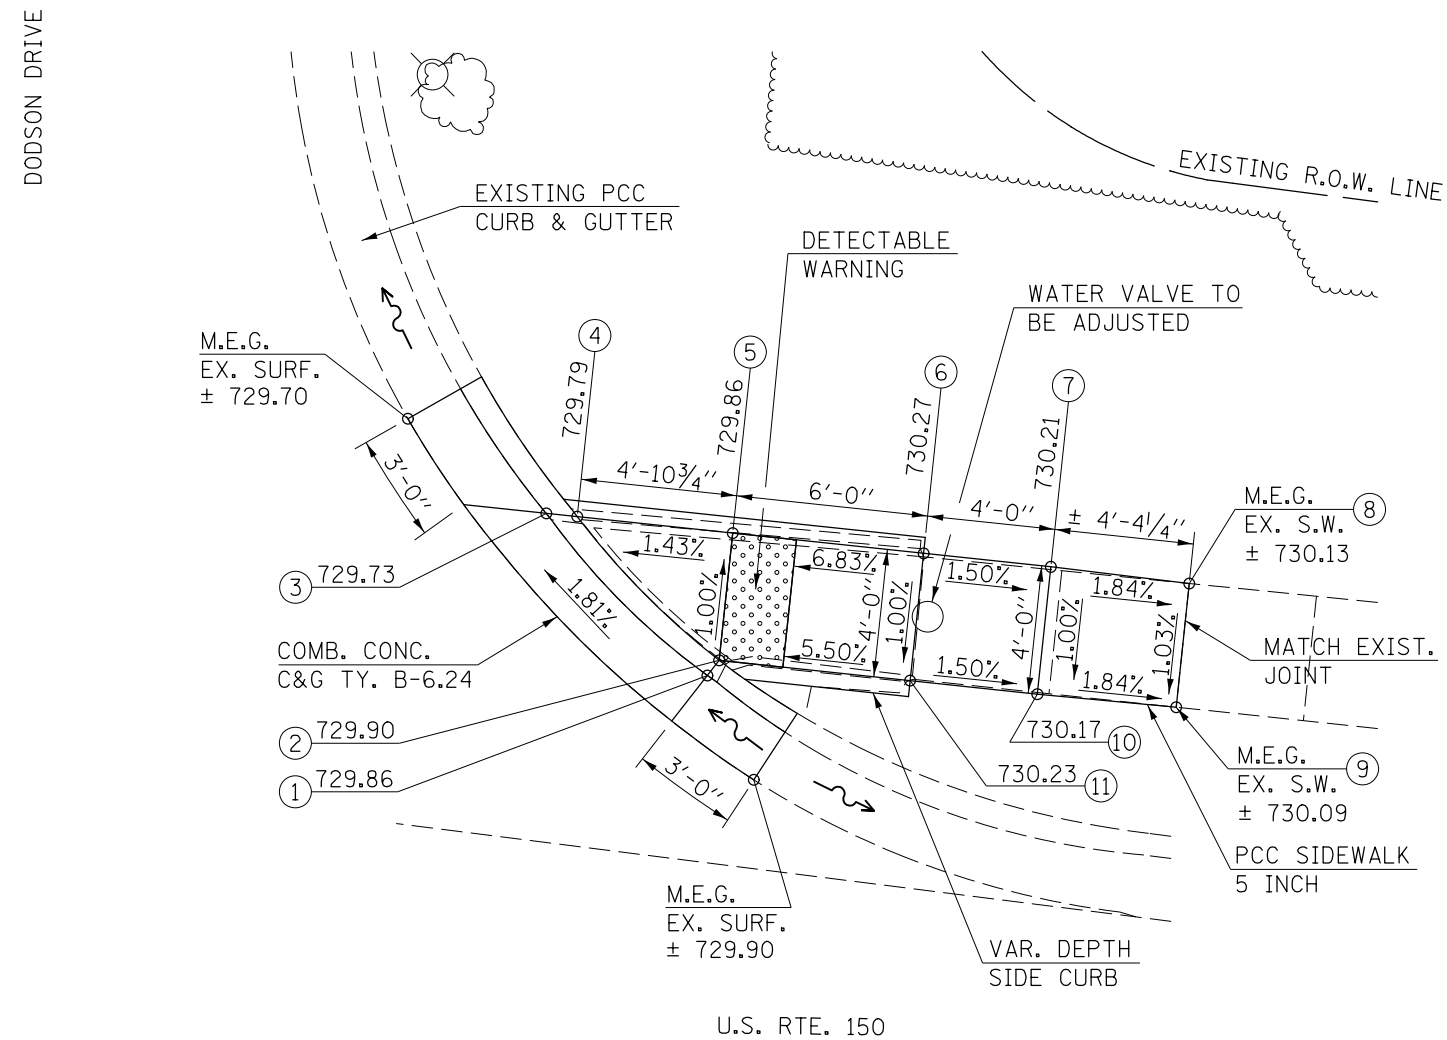 DODSON DRIVE
EXISTING R.O.W. LINE
EXISTING PCC
CURB & GUTTER
DETECTABLE
WARNING
WATER VALVE TO
BE ADJUSTED
M.E.G.
EX. SURF.
± 729.70
4
729.79
5
729.86
6
730.27
7
730.21
3'-0"
4'-10¾"
6'-0"
4'-0"
± 4'-4¼"
M.E.G.
EX. S.W.
± 730.13
8
1.43%
6.83%
1.50%
1.84%
3
729.73
1.81%
1.00%
4'-0"
1.00%
4'-0"
1.00%
1.03%
COMB. CONC.
C&G TY. B-6.24
5.50%
1.50%
1.84%
MATCH EXIST.
JOINT
2
729.90
1
729.86
3'-0"
730.17
10
730.23
11
M.E.G.
EX. S.W.
± 730.09
9
PCC SIDEWALK
5 INCH
M.E.G.
EX. SURF.
± 729.90
VAR. DEPTH
SIDE CURB
U.S. RTE. 150